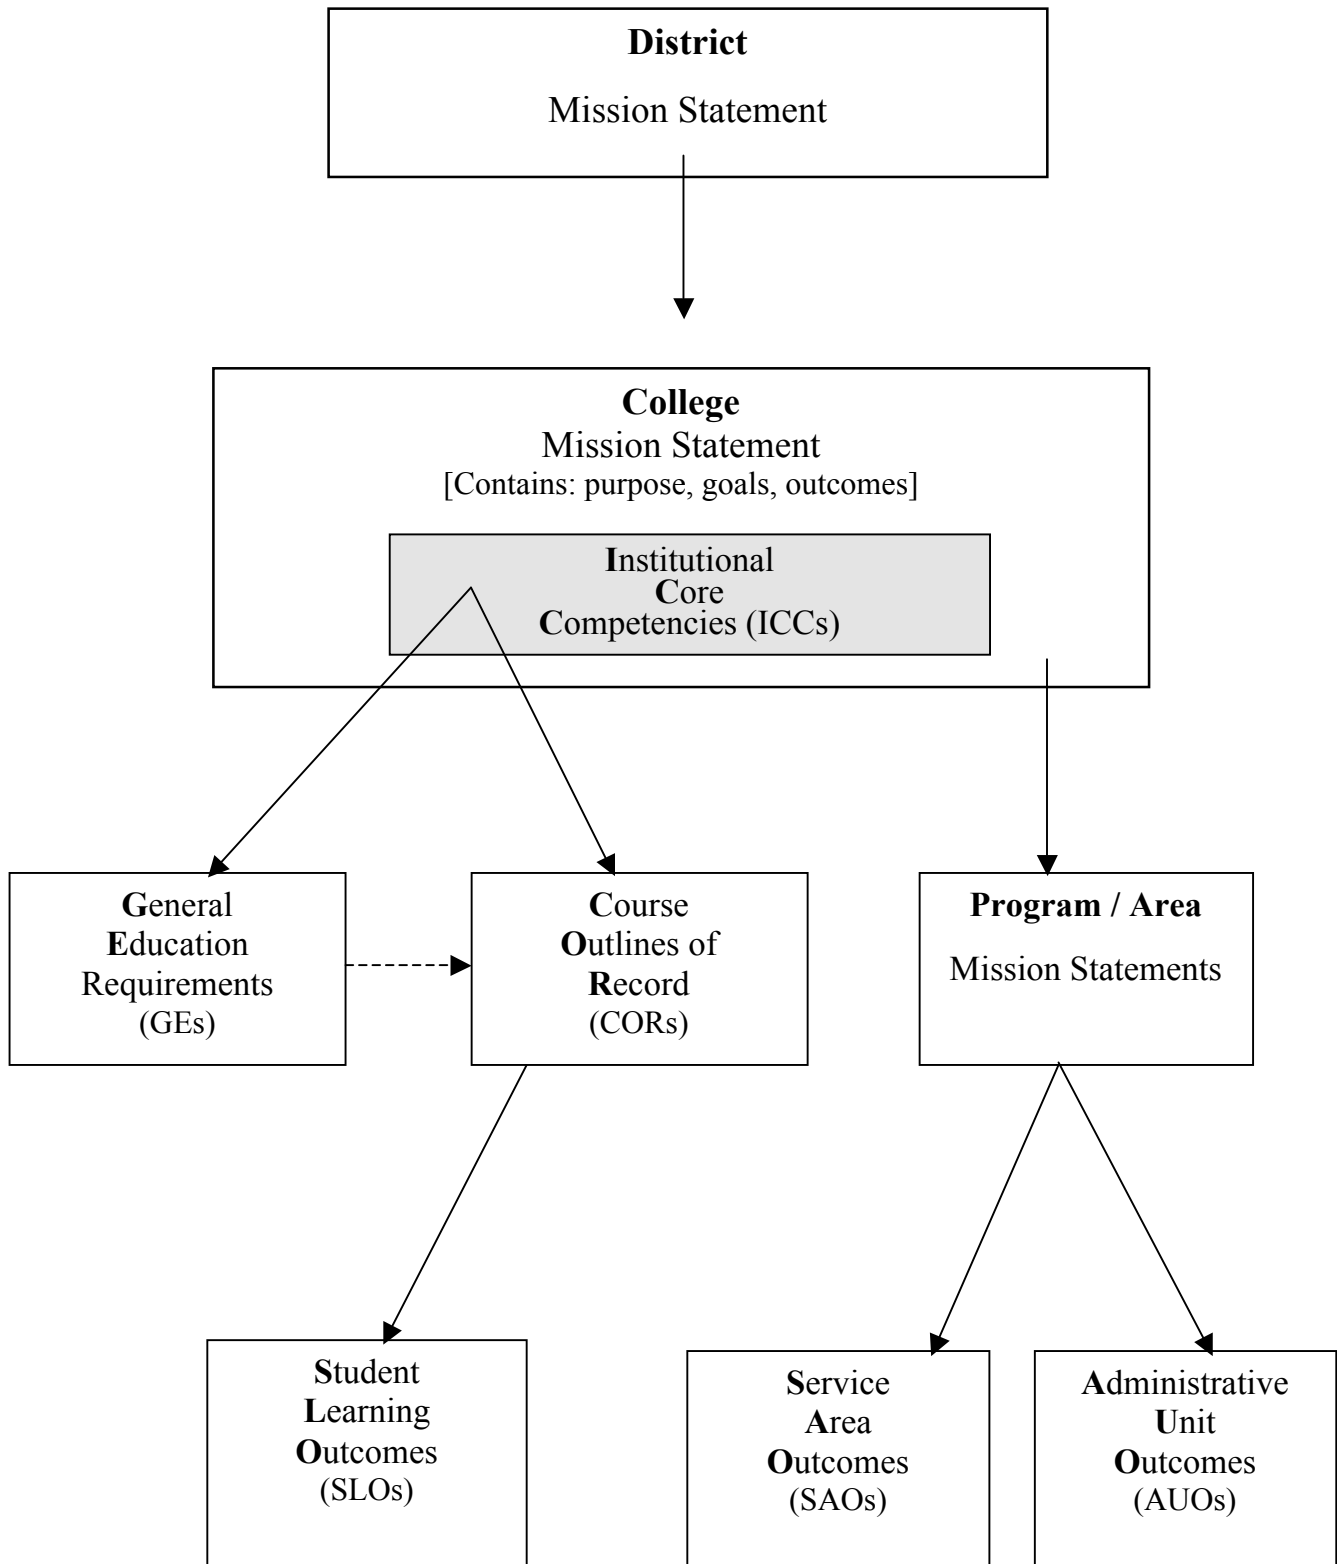 District
Mission Statement
College
Mission Statement
[Contains: purpose, goals, outcomes]
Institutional
Core
Competencies (ICCs)
General
Education
Requirements
(GEs)
Course
Outlines of
Record
(CORs)
Program / Area
Mission Statements
Student
Learning
Outcomes
(SLOs)
Service
Area
Outcomes
(SAOs)
Administrative
Unit
Outcomes
(AUOs)